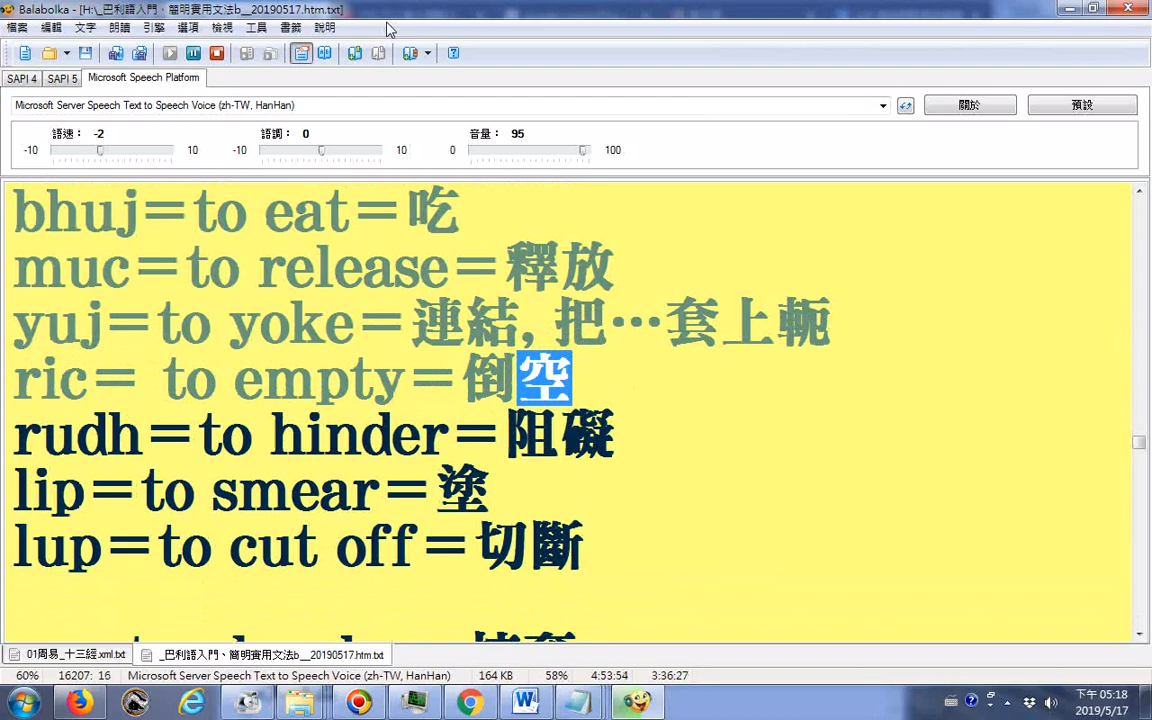 Balabolka - [H:\_巴利語入門、簡明實用文法b__20190517.htm.txt]
檔案 編輯 文字 朗讀 引擎 選項 檢視 工具 書籤 說明
SAPI 4 SAPI 5 Microsoft Speech Platform
Microsoft Server Speech Text to Speech Voice (zh-TW, HanHan) 關於 預設
語速： -2 語調： 0 音量： 95
-10 10 -10 10 0 100
bhuj＝to eat＝吃
muc＝to release＝釋放
yuj＝to yoke＝連結, 把…套上軛
ric＝ to empty＝倒空
rudh＝to hinder＝阻礙
lip＝to smear＝塗
lup＝to cut off＝切斷
01周易_十三經.xml.txt _巴利語入門、簡明實用文法b__20190517.htm.txt
60% 16207: 16 Microsoft Server Speech Text to Speech Voice (zh-TW, HanHan) 164 KB 58% 4:53:54 3:36:27
下午 05:18
2019/5/17